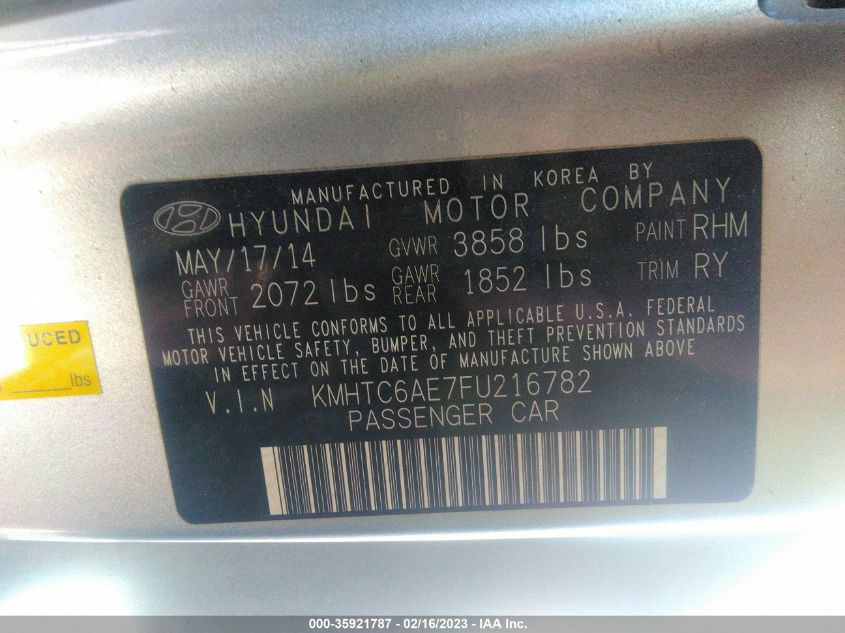 MANUFACTURED IN KOREA BY
HYUNDAI MOTOR COMPANY
MAY/17/14 GVWR 3858 lbs PAINT RHM
GAWR FRONT 2072 lbs GAWR REAR 1852 lbs TRIM RY
THIS VEHICLE CONFORMS TO ALL APPLICABLE U.S.A. FEDERAL
MOTOR VEHICLE SAFETY, BUMPER, AND THEFT PREVENTION STANDARDS
IN EFFECT ON THE DATE OF MANUFACTURE SHOWN ABOVE
V.I.N KMHTC6AE7FU216782
PASSENGER CAR
UCED
lbs
000-35921787 - 02/16/2023 - IAA Inc.